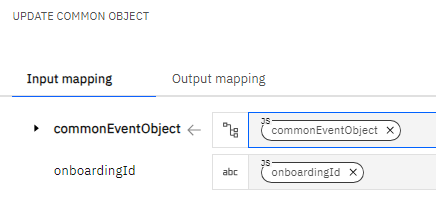 UPDATE COMMON OBJECT
Input mapping Output mapping
commonEventObject JS commonEventObject
onboardingId abc JS onboardingId